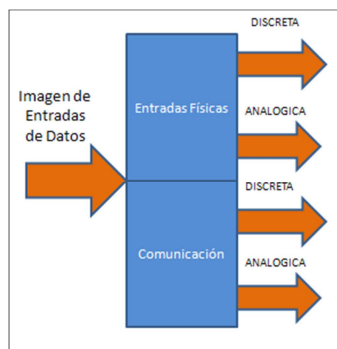 DISCRETA
Imagen de
Entradas
de Datos
Entradas Físicas
ANALOGICA
DISCRETA
Comunicación
ANALOGICA